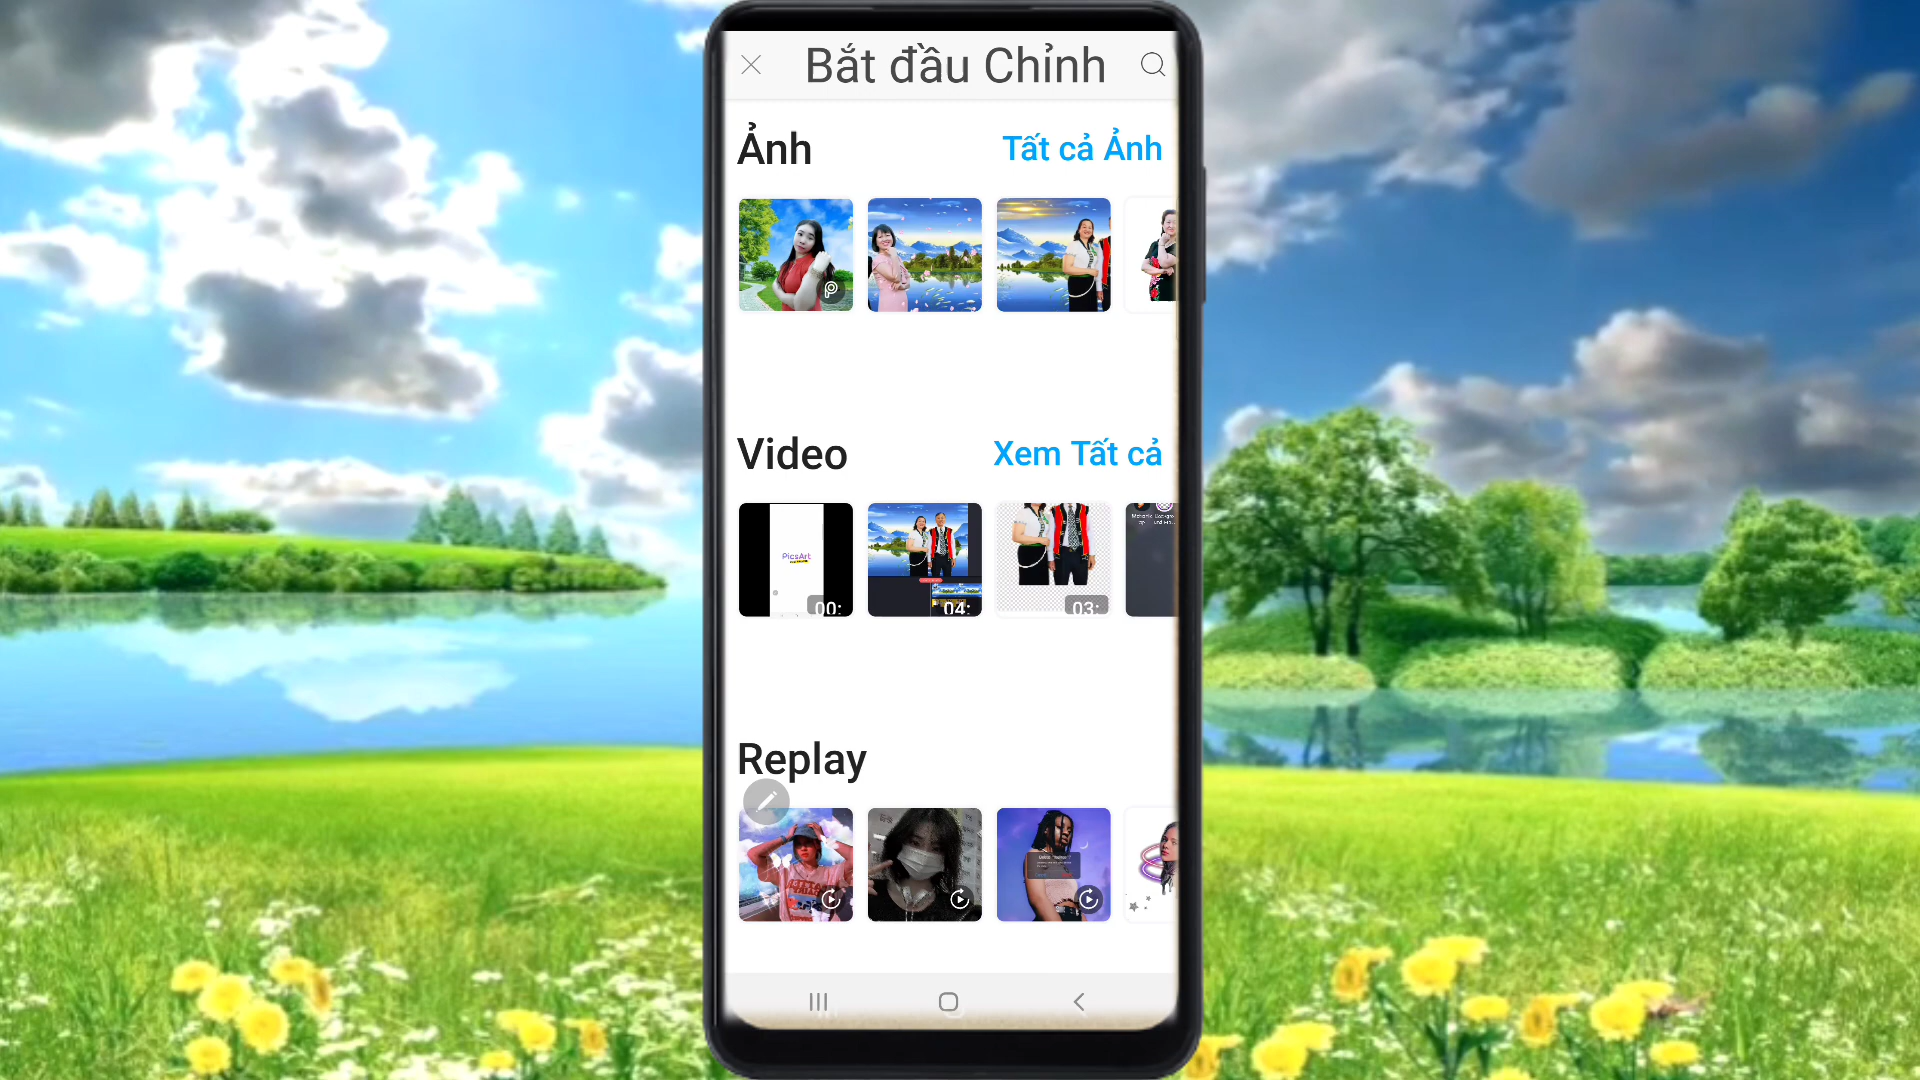 Bắt đầu Chỉnh
Ảnh
Tất cả Ảnh
Video
Xem Tất cả
PicsArt
00:
04:
03:
Replay